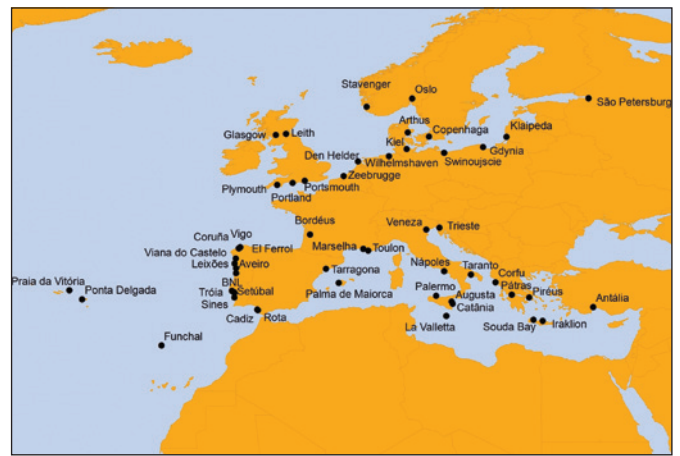 Stavenger
Oslo
São Petersburg
Arthus
Copenhaga
Klaipeda
Glasgow
Leith
Kiel
Den Helder
Wilhelmshaven
Gdynia
Swinoujscie
Zeebrugge
Plymouth
Portsmouth
Portland
Bordéus
Veneza
Trieste
Coruña
Vigo
El Ferrol
Marselha
Toulon
Viana do Castelo
Leixões
Aveiro
Nápoles
Taranto
Corfu
Tarragona
Praia da Vitória
Ponta Delgada
BNL
Tróia
Setúbal
Sines
Palma de Maiorca
Palermo
Augusta
Catânia
Pátras
Piréus
Antália
Cadiz
Rota
La Valletta
Souda Bay
Iraklion
Funchal